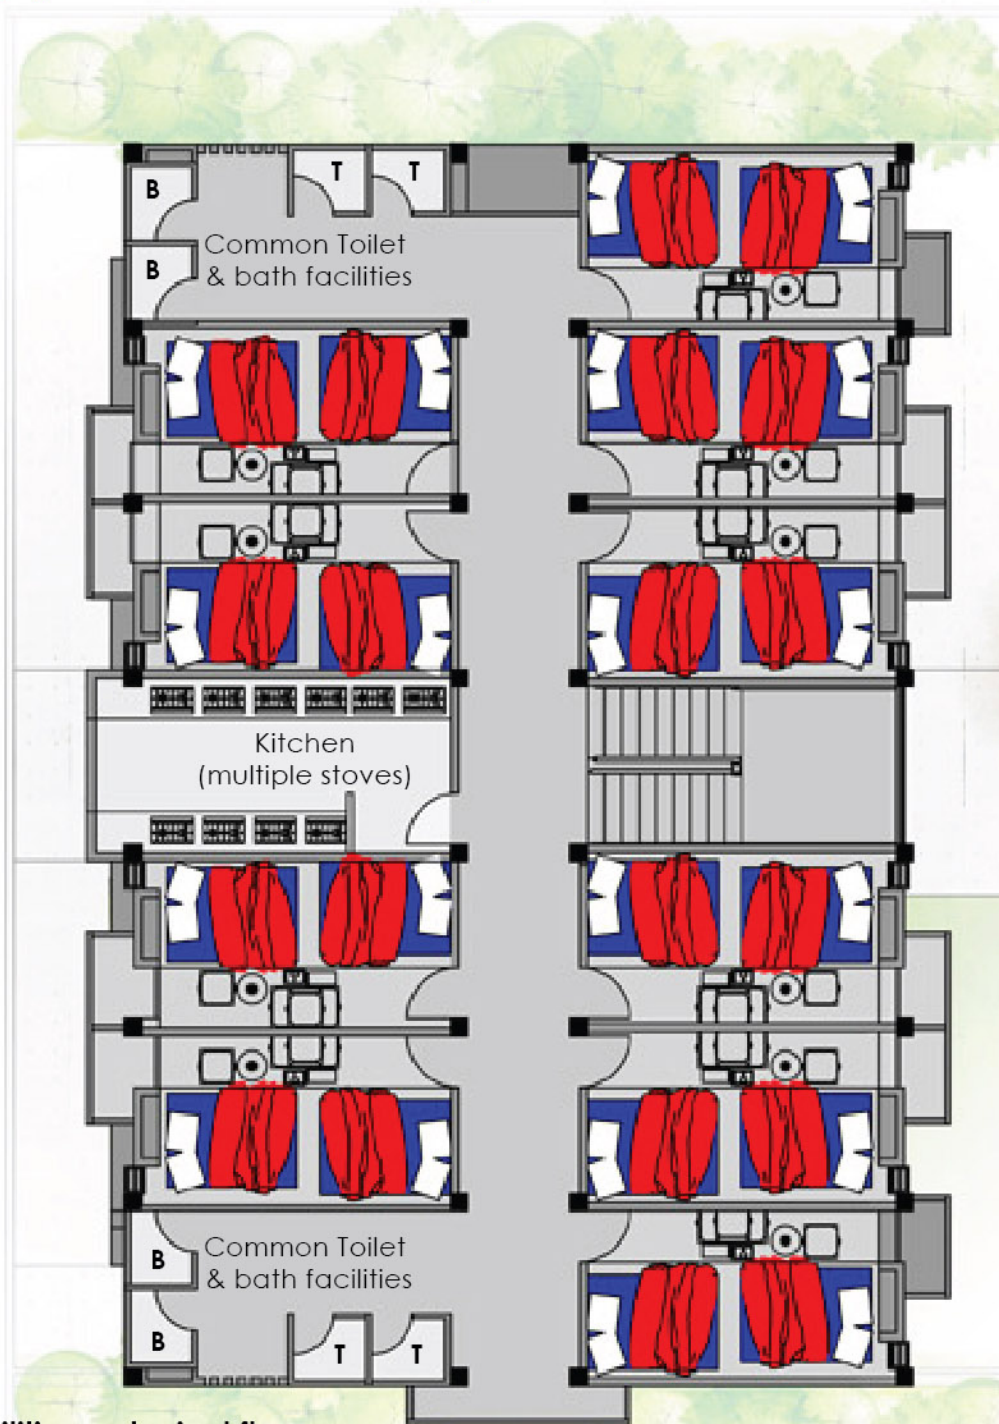 B
T
T
Common Toilet
& bath facilities
B
Kitchen
(multiple stoves)
Common Toilet
& bath facilities
B
B
T
T